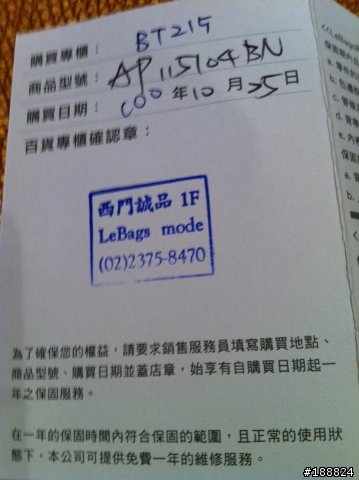 購買專櫃：BT215
商品型號：AP115104BN
購買日期：100年10月25日
百貨專櫃確認章：
西門誠品 1F
LeBags mode
(02)2375-8470
為了確保您的權益，請要求銷售服務員填寫購買地點、
商品型號、購買日期並蓋店章，始享有自購買日期起一
年之保固服務。
在一年的保固時間內符合保固的範圍，且正常的使用狀
態下，本公司可提供免費一年的維修服務。
#188824